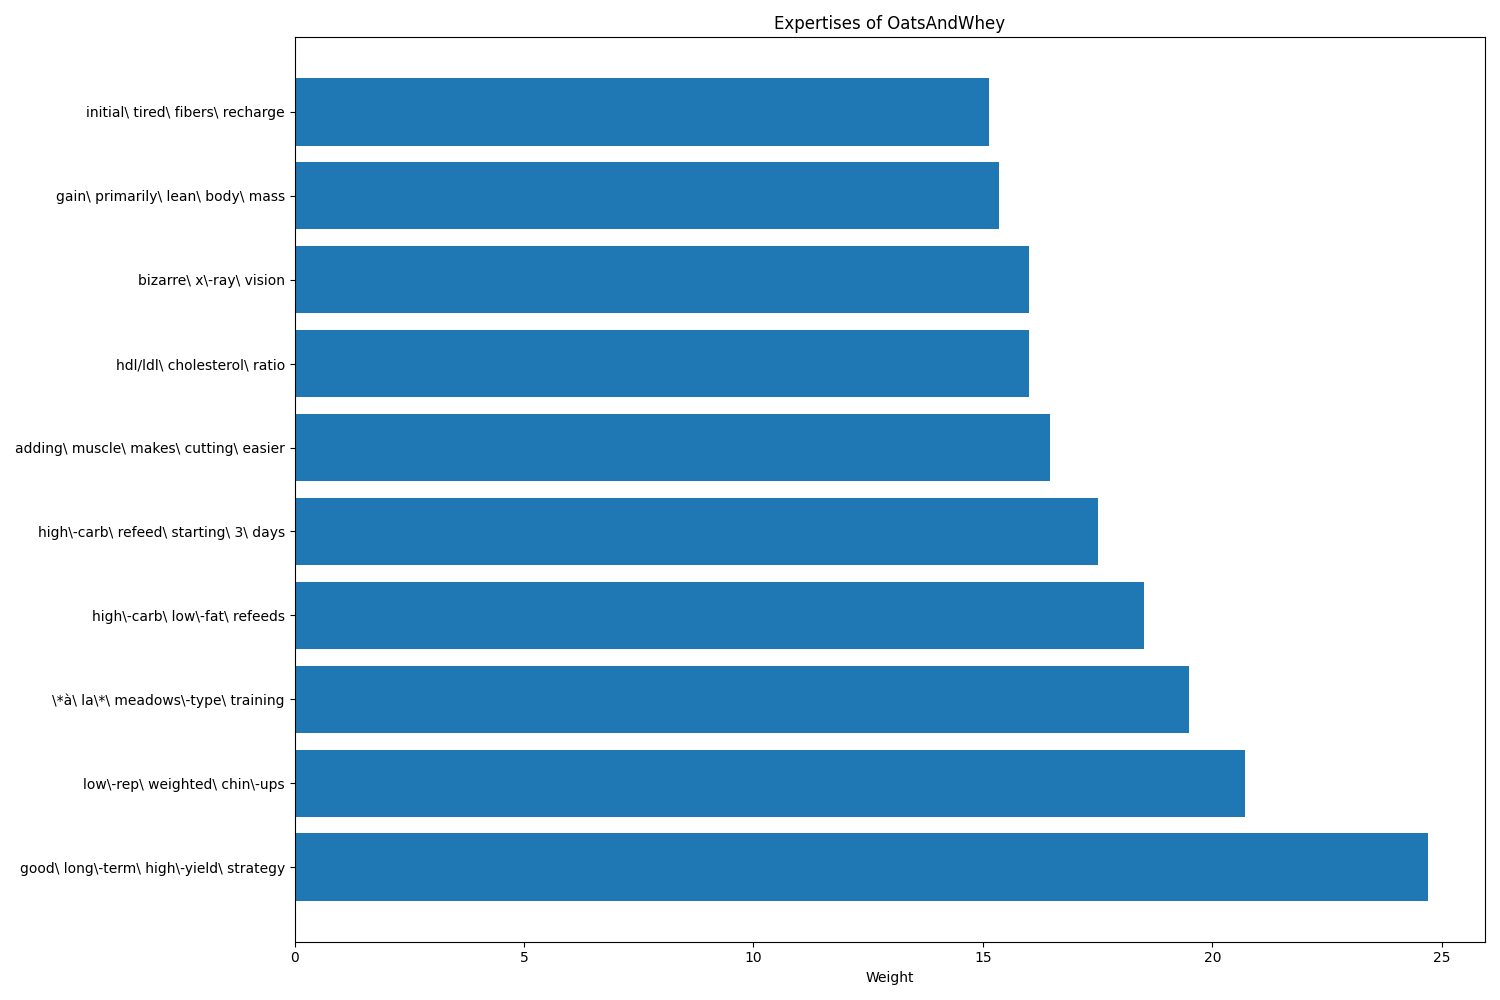 Expertises of OatsAndWhey
initial\ tired\ fibers\ recharge
gain\ primarily\ lean\ body\ mass
bizarre\ x\-ray\ vision
hdl/ldl\ cholesterol\ ratio
adding\ muscle\ makes\ cutting\ easier
high\-carb\ refeed\ starting\ 3\ days
high\-carb\ low\-fat\ refeeds
\*à\ la\*\ meadows\-type\ training
low\-rep\ weighted\ chin\-ups
good\ long\-term\ high\-yield\ strategy
0 5 10 15 20 25
Weight